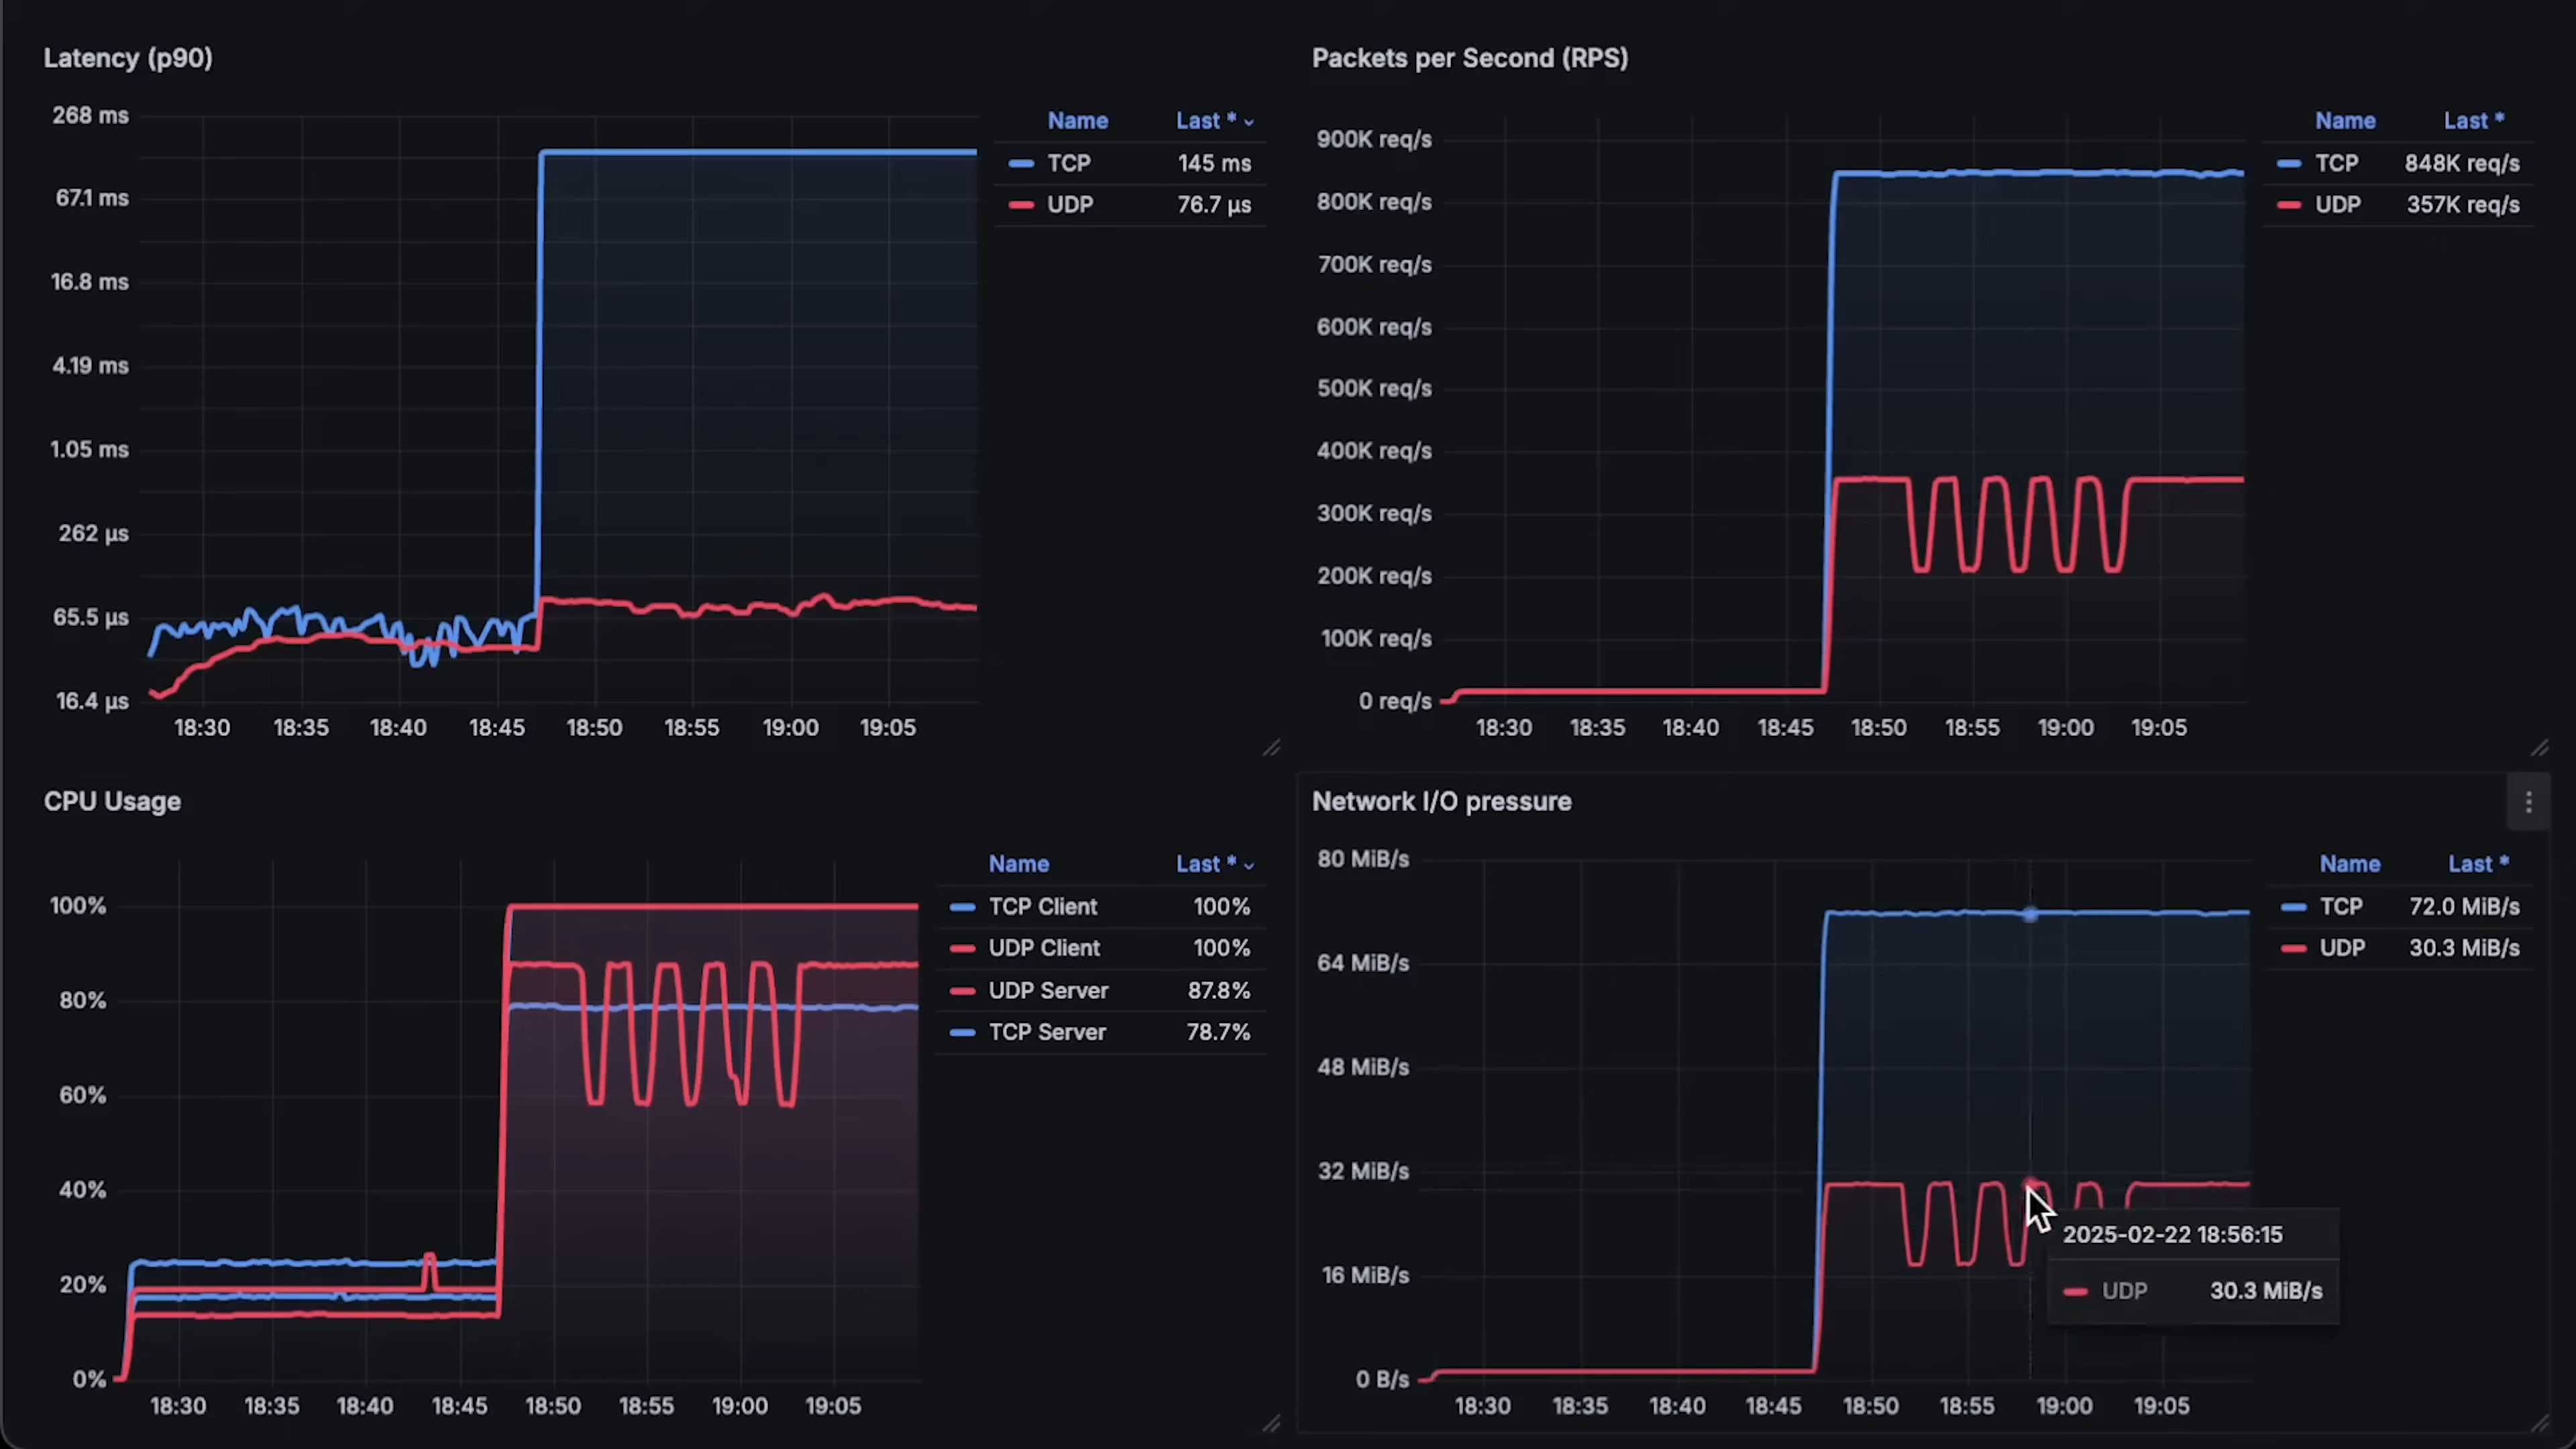 Latency (p90)
268 ms
67.1 ms
16.8 ms
4.19 ms
1.05 ms
262 µs
65.5 µs
16.4 µs
18:30 18:35 18:40 18:45 18:50 18:55 19:00 19:05
Name Last *
TCP 145 ms
UDP 76.7 µs
Packets per Second (RPS)
900K req/s
800K req/s
700K req/s
600K req/s
500K req/s
400K req/s
300K req/s
200K req/s
100K req/s
0 req/s
18:30 18:35 18:40 18:45 18:50 18:55 19:00 19:05
Name Last *
TCP 848K req/s
UDP 357K req/s
CPU Usage
100%
80%
60%
40%
20%
0%
18:30 18:35 18:40 18:45 18:50 18:55 19:00 19:05
Name Last *
TCP Client 100%
UDP Client 100%
UDP Server 87.8%
TCP Server 78.7%
Network I/O pressure
80 MiB/s
64 MiB/s
48 MiB/s
32 MiB/s
16 MiB/s
0 B/s
18:30 18:35 18:40 18:45 18:50 18:55 19:00 19:05
Name Last *
TCP 72.0 MiB/s
UDP 30.3 MiB/s
2025-02-22 18:56:15
UDP 30.3 MiB/s